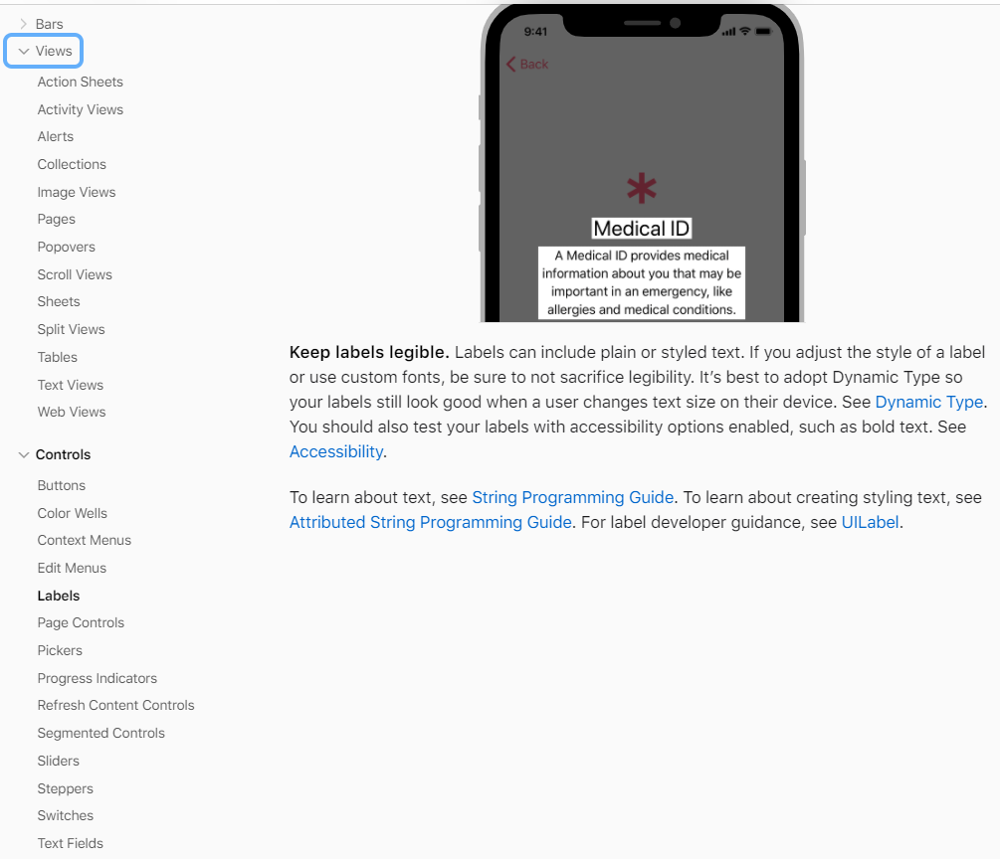 Bars
Views
Action Sheets
Activity Views
Alerts
Collections
Image Views
Pages
Popovers
Scroll Views
Sheets
Split Views
Tables
Text Views
Web Views
Controls
Buttons
Color Wells
Context Menus
Edit Menus
Labels
Page Controls
Pickers
Progress Indicators
Refresh Content Controls
Segmented Controls
Sliders
Steppers
Switches
Text Fields
9:41
Back
Medical ID
A Medical ID provides medical
information about you that may be
important in an emergency, like
allergies and medical conditions.
Keep labels legible. Labels can include plain or styled text. If you adjust the style of a label
or use custom fonts, be sure to not sacrifice legibility. It’s best to adopt Dynamic Type so
your labels still look good when a user changes text size on their device. See Dynamic Type.
You should also test your labels with accessibility options enabled, such as bold text. See
Accessibility.
To learn about text, see String Programming Guide. To learn about creating styling text, see
Attributed String Programming Guide. For label developer guidance, see UILabel.